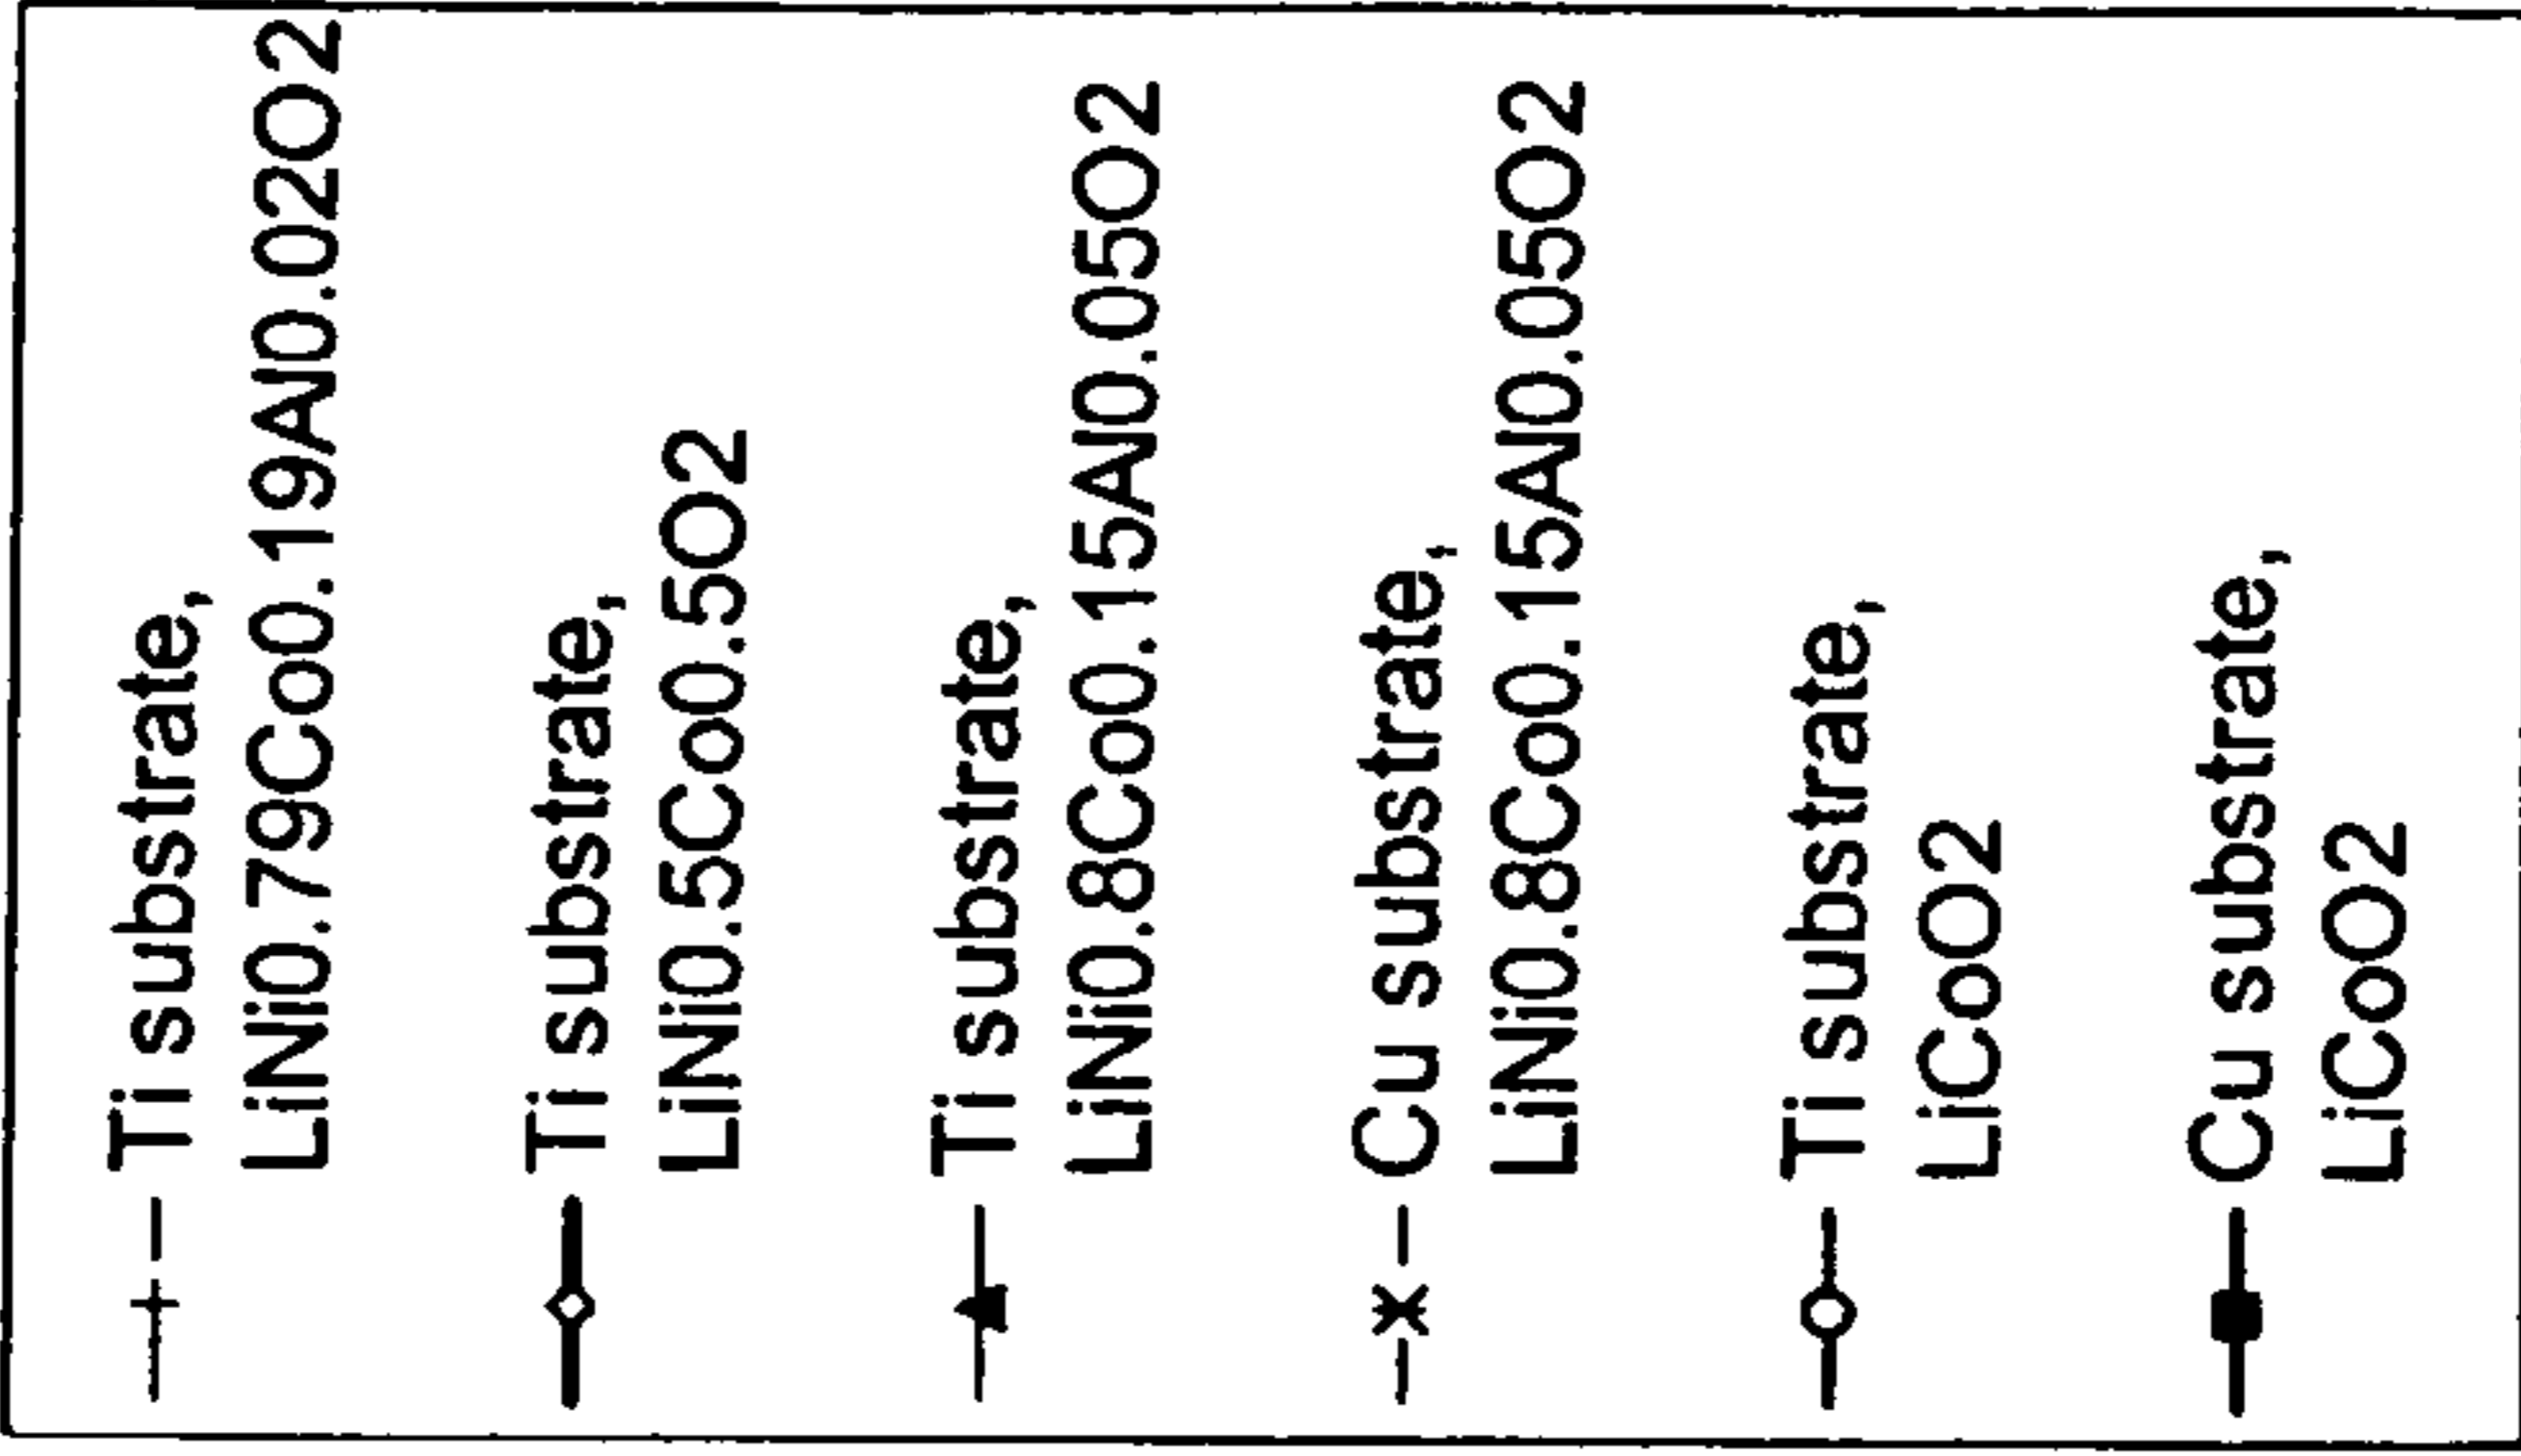 Ti substrate,
LiNi0.79Co0.19Al0.02O2
Ti substrate,
LiNi0.5Co0.5O2
Ti substrate,
LiNi0.8Co0.15Al0.05O2
Cu substrate,
LiNi0.8Co0.15Al0.05O2
Ti substrate,
LiCoO2
Cu substrate,
LiCoO2